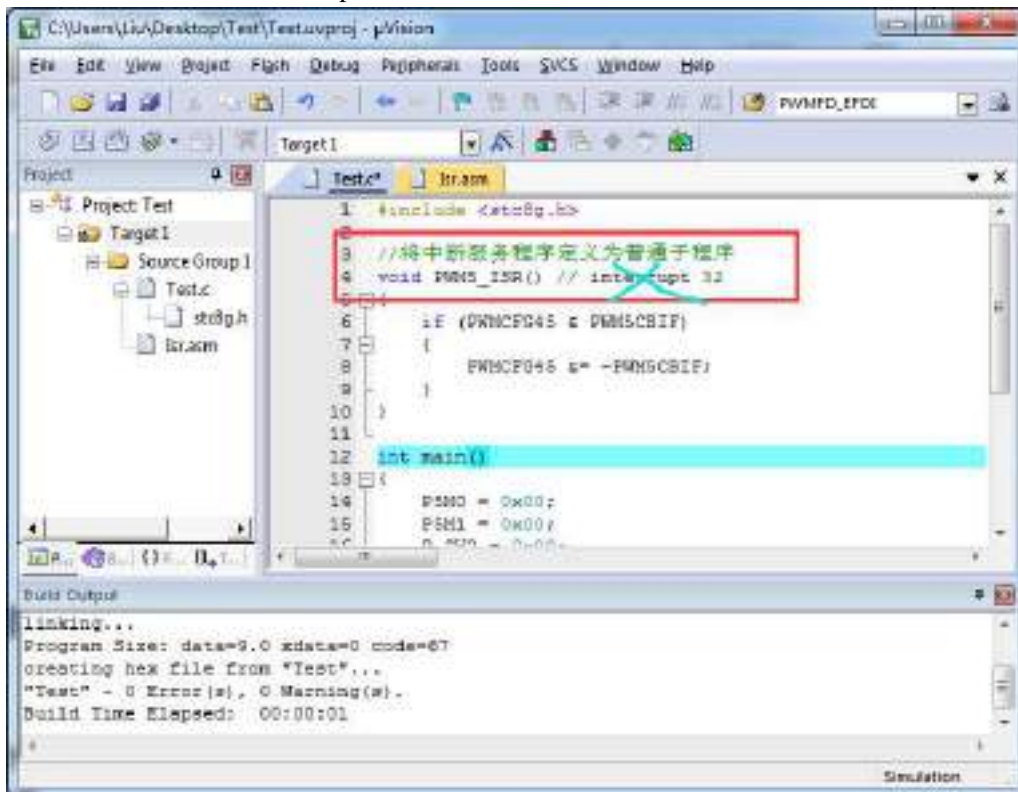 C:\Users\Liu\Desktop\Test\Test.uvproj - µVision
File Edit View Project Flash Debug Peripherals Tools SVCS Window Help
PWMFD_EFDI
Target 1
Project
Test.c* Isr.asm
Project: Test
Target 1
Source Group 1
Test.c
stc8g.h
Isr.asm
1 #include <stc8g.h>
2
3 //将中断服务程序定义为普通子程序
4 void PWM5_ISR() // interrupt 32
5 {
6 if (PWMCFG45 & PWM5CBIF)
7 {
8 PWMCFG45 &= ~PWM5CBIF;
9 }
10 }
11
12 int main()
13 {
14 P5M0 = 0x00;
15 P5M1 = 0x00;
Build Output
linking...
Program Size: data=9.0 xdata=0 code=67
creating hex file from "Test"...
"Test" - 0 Error(s), 0 Warning(s).
Build Time Elapsed: 00:00:01
Simulation